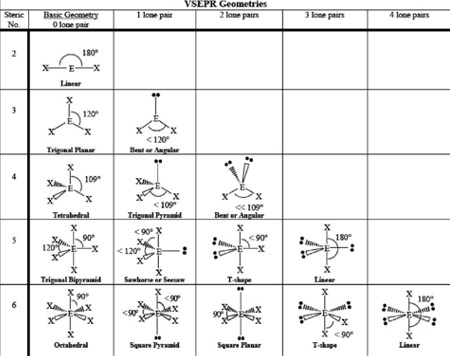 VSEPR Geometries
Steric No. Basic Geometry 0 lone pair 1 lone pair 2 lone pairs 3 lone pairs 4 lone pairs
2
180°
X E X
Linear
3
X 120° E X X
Trigonal Planar
E X X < 120°
Bent or Angular
4
X 109° E X X X
Tetrahedral
E X X X < 109°
Trigonal Pyramid
E X X << 109°
Bent or Angular
5
X 90° 120° X E X X X
Trigonal Bipyramid
< 90° X < 120° X E X X
Sawhorse or Seesaw
X < 90° E X X
T-shape
X 180° E X
Linear
6
X 90° X X E X X X
Octahedral
X < 90° < 90° X X E X X
Square Pyramid
90° X X E X X
Square Planar
X E X X < 90°
T-shape
X 180° E X
Linear